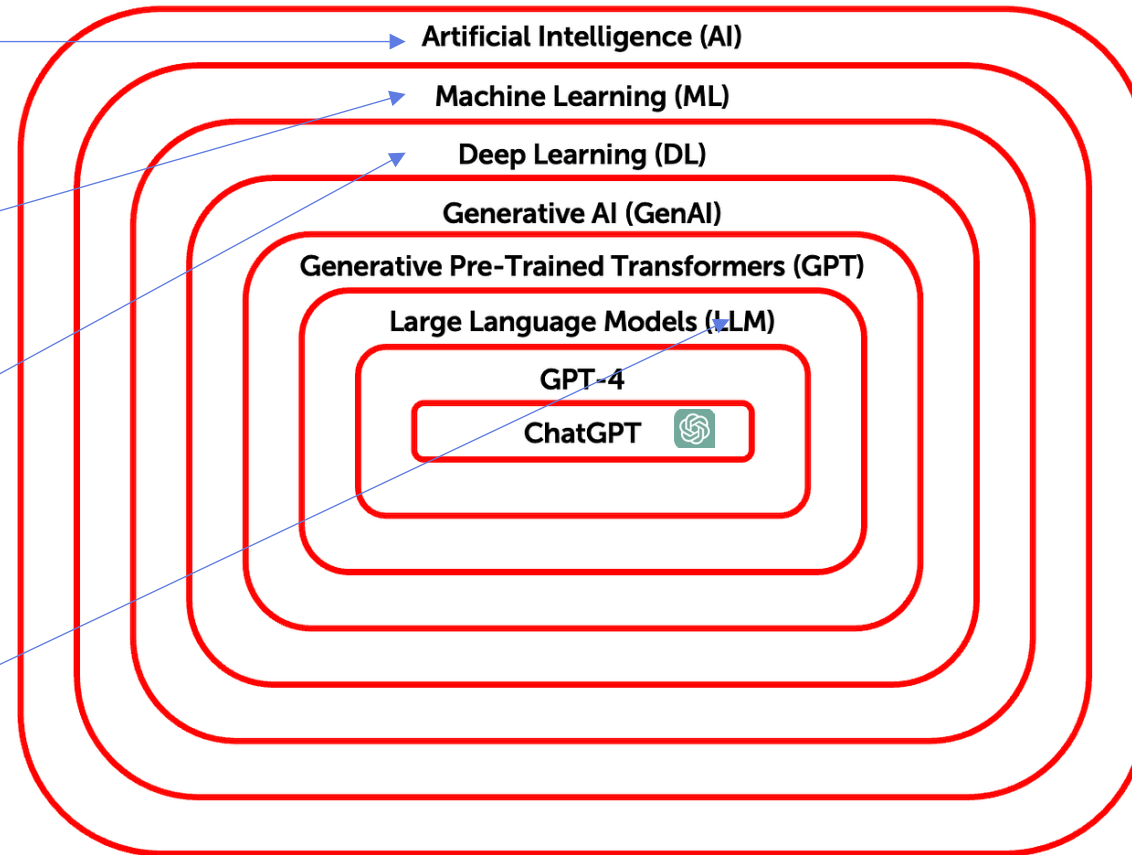 Artificial Intelligence (AI)
Machine Learning (ML)
Deep Learning (DL)
Generative AI (GenAI)
Generative Pre-Trained Transformers (GPT)
Large Language Models (LLM)
GPT-4
ChatGPT